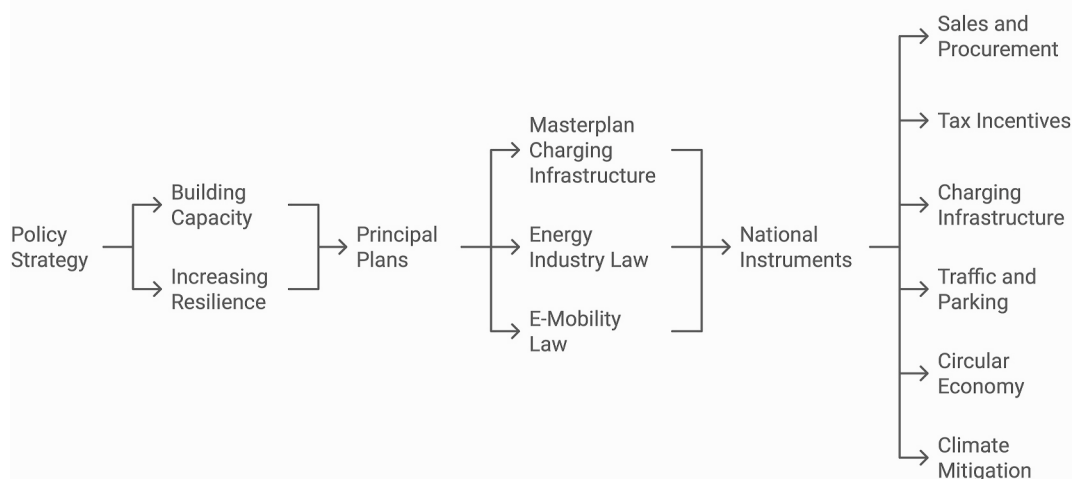 Policy
Strategy
Building
Capacity
Increasing
Resilience
Principal
Plans
Masterplan
Charging
Infrastructure
Energy
Industry Law
E-Mobility
Law
National
Instruments
Sales and
Procurement
Tax Incentives
Charging
Infrastructure
Traffic and
Parking
Circular
Economy
Climate
Mitigation